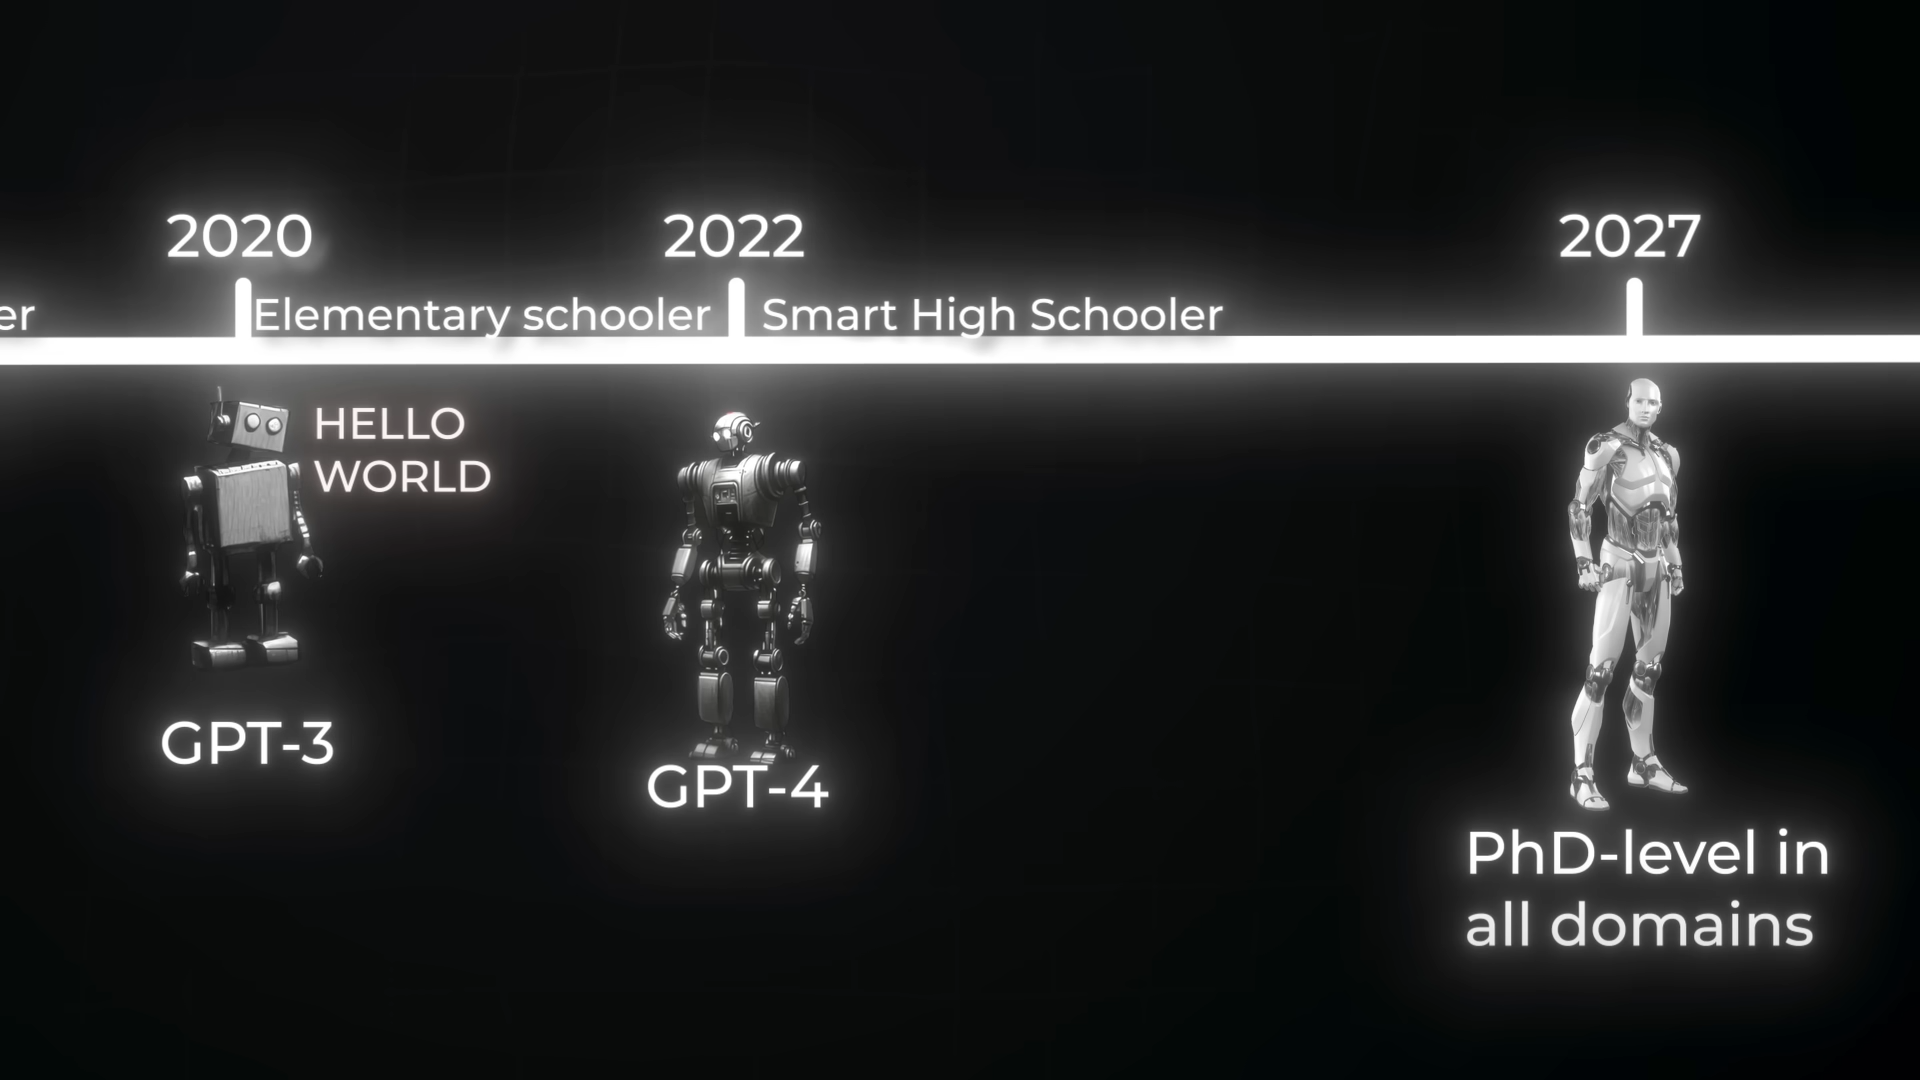 2020
2022
2027
er
Elementary schooler
Smart High Schooler
HELLO
WORLD
GPT-3
GPT-4
PhD-level in
all domains